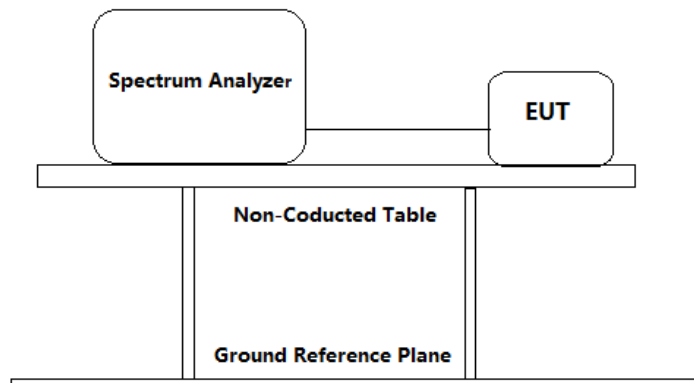 Spectrum Analyzer
EUT
Non-Coducted Table
Ground Reference Plane